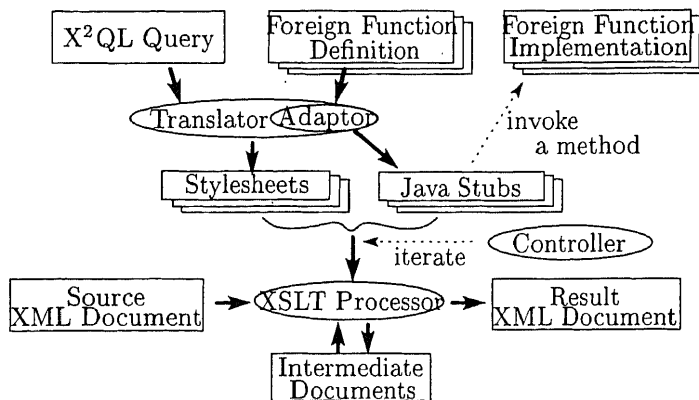 X²QL Query
Foreign Function
Definition
Foreign Function
Implementation
Translator
Adaptor
invoke
a method
Stylesheets
Java Stubs
iterate
Controller
Source
XML Document
XSLT Processor
Result
XML Document
Intermediate
Documents